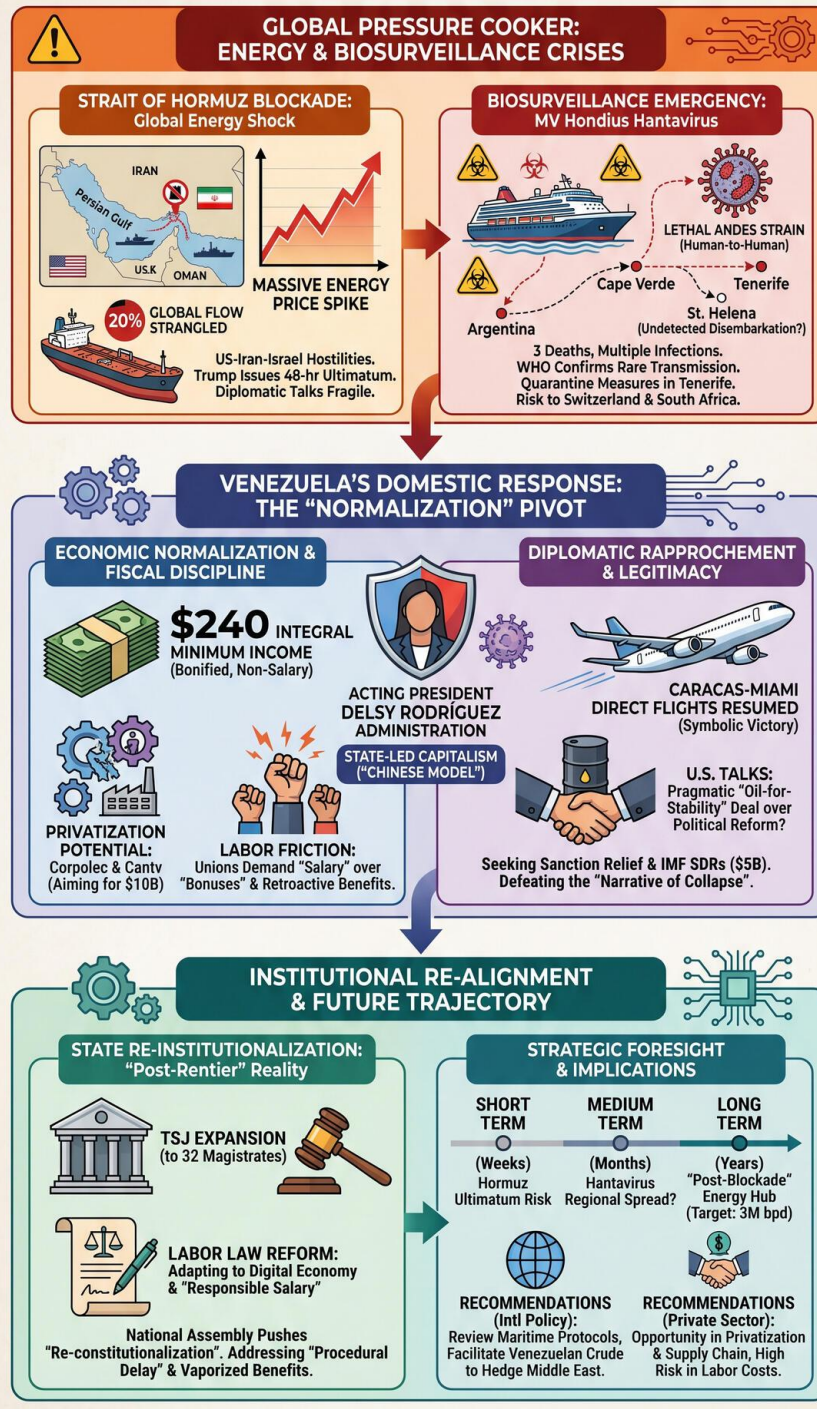 GLOBAL PRESSURE COOKER:
ENERGY & BIOSURVEILLANCE CRISES
STRAIT OF HORMUZ BLOCKADE:
Global Energy Shock
IRAN
Persian Gulf
US.K
OMAN
MASSIVE ENERGY
PRICE SPIKE
20%
GLOBAL FLOW
STRANGLED
US-Iran-Israel Hostilities.
Trump Issues 48-hr Ultimatum.
Diplomatic Talks Fragile.
BIOSURVEILLANCE EMERGENCY:
MV Hondius Hantavirus
LETHAL ANDES STRAIN
(Human-to-Human)
Cape Verde
Tenerife
Argentina
St. Helena
(Undetected Disembarkation?)
3 Deaths, Multiple Infections.
WHO Confirms Rare Transmission.
Quarantine Measures in Tenerife.
Risk to Switzerland & South Africa.
VENEZUELA'S DOMESTIC RESPONSE:
THE “NORMALIZATION” PIVOT
ECONOMIC NORMALIZATION &
FISCAL DISCIPLINE
$240 INTEGRAL
MINIMUM INCOME
(Bonified, Non-Salary)
PRIVATIZATION
POTENTIAL:
Corpolec & Cantv
(Aiming for $10B)
LABOR FRICTION:
Unions Demand “Salary” over
“Bonuses” & Retroactive Benefits.
ACTING PRESIDENT
DELSY RODRÍGUEZ
ADMINISTRATION
STATE-LED CAPITALISM
(“CHINESE MODEL”)
DIPLOMATIC RAPPROCHEMENT
& LEGITIMACY
CARACAS-MIAMI
DIRECT FLIGHTS RESUMED
(Symbolic Victory)
U.S. TALKS:
Pragmatic “Oil-for-
Stability” Deal over
Political Reform?
Seeking Sanction Relief & IMF SDRs ($5B).
Defeating the “Narrative of Collapse”.
INSTITUTIONAL RE-ALIGNMENT
& FUTURE TRAJECTORY
STATE RE-INSTITUTIONALIZATION:
“Post-Rentier” Reality
TSJ EXPANSION
(to 32 Magistrates)
LABOR LAW REFORM:
Adapting to Digital Economy
& “Responsible Salary”
National Assembly Pushes
“Re-constitutionalization”. Addressing “Procedural
Delay” & Vaporized Benefits.
STRATEGIC FORESIGHT
& IMPLICATIONS
SHORT
TERM
(Weeks)
Hormuz
Ultimatum Risk
MEDIUM
TERM
(Months)
Hantavirus
Regional Spread?
LONG
TERM
(Years)
“Post-Blockade”
Energy Hub
(Target: 3M bpd)
RECOMMENDATIONS
(Intl Policy):
Review Maritime Protocols,
Facilitate Venezuelan Crude
to Hedge Middle East.
$
RECOMMENDATIONS
(Private Sector):
Opportunity in Privatization
& Supply Chain, High
Risk in Labor Costs.